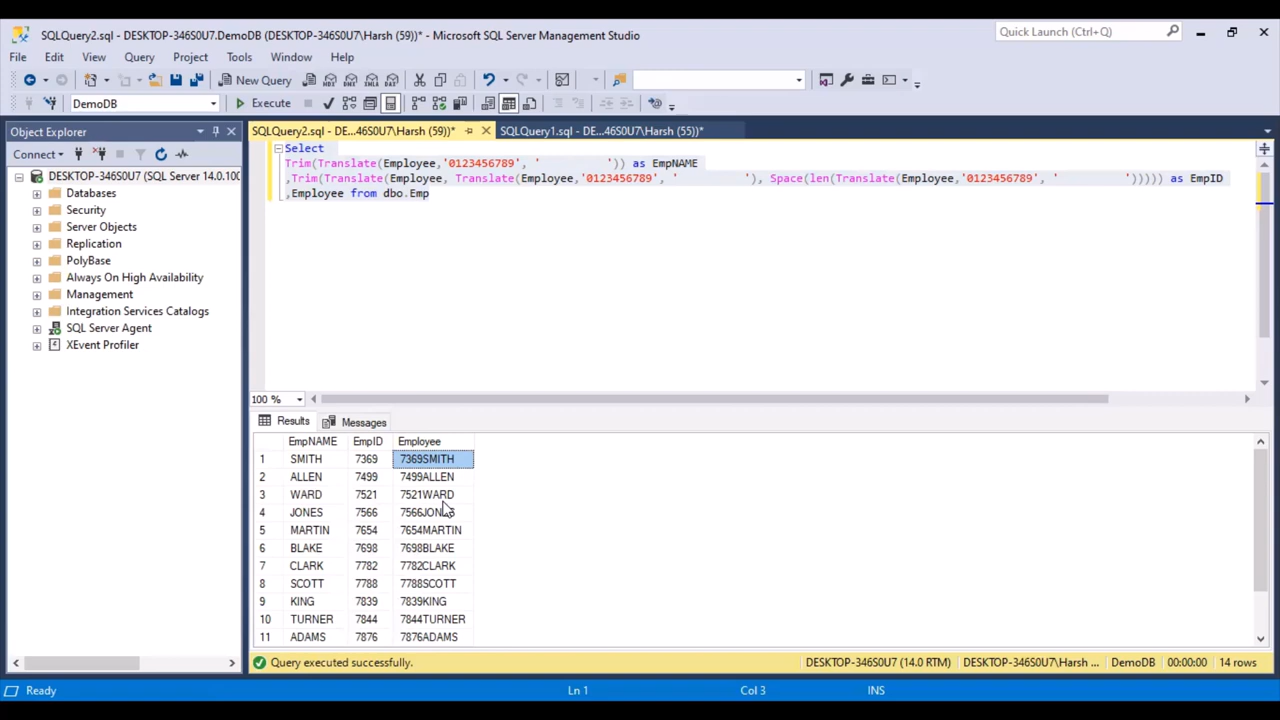 SQLQuery2.sql - DESKTOP-346S0U7.DemoDB (DESKTOP-346S0U7\Harsh (59))* - Microsoft SQL Server Management Studio
Quick Launch (Ctrl+Q)
File Edit View Query Project Tools Window Help
New Query
DemoDB
Execute
Object Explorer
SQLQuery2.sql - DE...46S0U7\Harsh (59))*
SQLQuery1.sql - DE...46S0U7\Harsh (55))*
Connect
DESKTOP-346S0U7 (SQL Server 14.0.100
Databases
Security
Server Objects
Replication
PolyBase
Always On High Availability
Management
Integration Services Catalogs
SQL Server Agent
XEvent Profiler
Select
Trim(Translate(Employee,'0123456789', '          ')) as EmpNAME
,Trim(Translate(Employee, Translate(Employee,'0123456789', '          '), Space(len(Translate(Employee,'0123456789', '          '))))) as EmpID
,Employee from dbo.Emp
100 %
Results Messages
EmpNAME EmpID Employee
1 SMITH 7369 7369SMITH
2 ALLEN 7499 7499ALLEN
3 WARD 7521 7521WARD
4 JONES 7566 7566JONES
5 MARTIN 7654 7654MARTIN
6 BLAKE 7698 7698BLAKE
7 CLARK 7782 7782CLARK
8 SCOTT 7788 7788SCOTT
9 KING 7839 7839KING
10 TURNER 7844 7844TURNER
11 ADAMS 7876 7876ADAMS
Query executed successfully.
DESKTOP-346S0U7 (14.0 RTM) DESKTOP-346S0U7\Harsh ... DemoDB 00:00:00 14 rows
Ready Ln 1 Col 3 INS